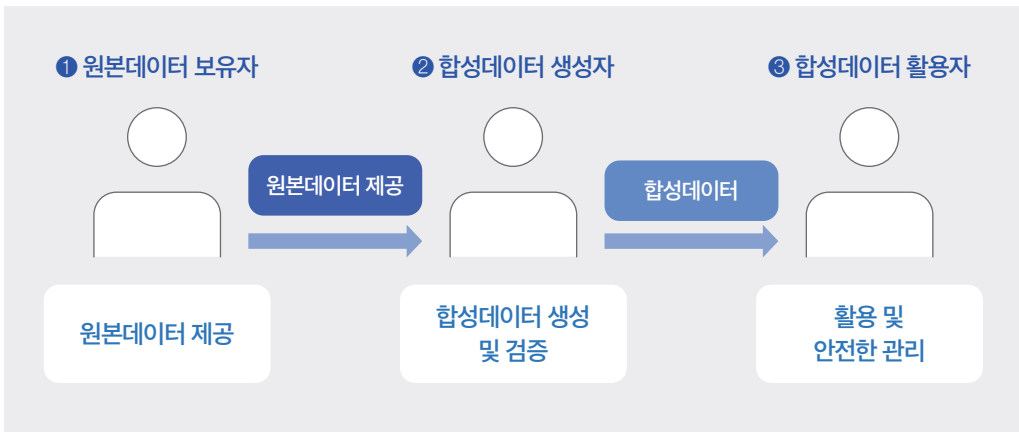 ❶ 원본데이터 보유자
❷ 합성데이터 생성자
❸ 합성데이터 활용자
원본데이터 제공
합성데이터
원본데이터 제공
합성데이터 생성
및 검증
활용 및
안전한 관리